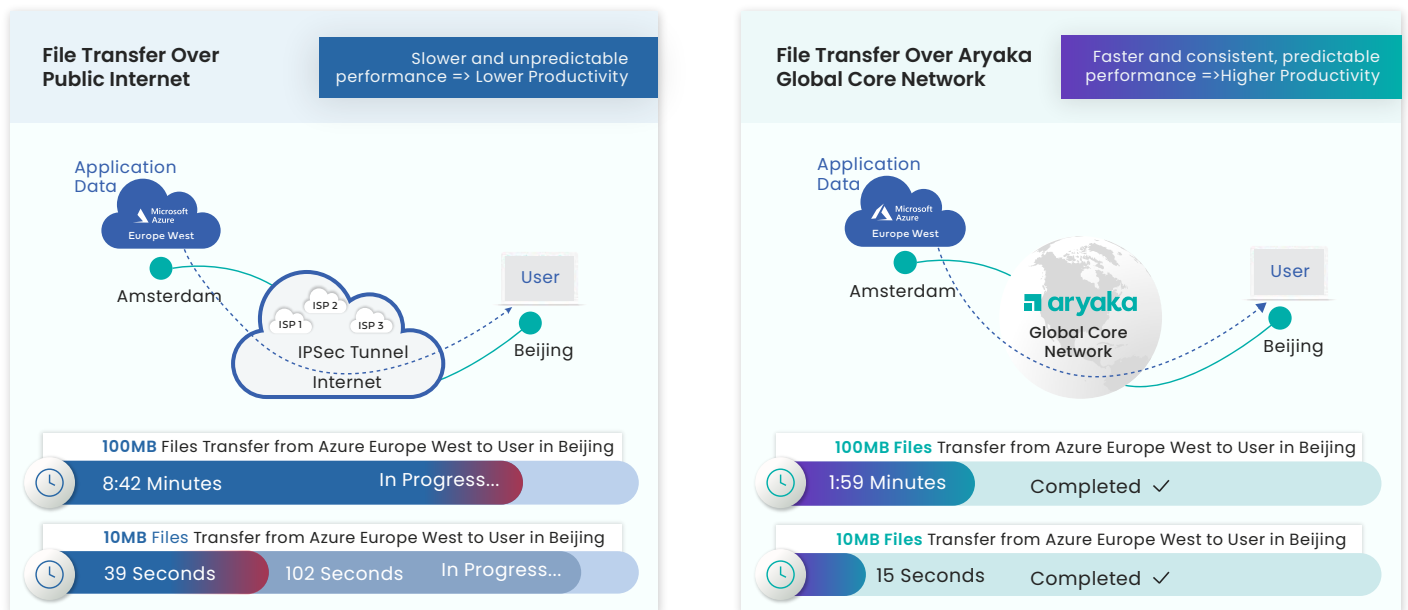 File Transfer Over
Public Internet
Slower and unpredictable
performance => Lower Productivity
Application
Data
Microsoft
Azure
Europe West
Amsterdam
ISP 1
ISP 2
ISP 3
IPSec Tunnel
Internet
User
Beijing
100MB Files Transfer from Azure Europe West to User in Beijing
8:42 Minutes
In Progress...
10MB Files Transfer from Azure Europe West to User in Beijing
39 Seconds
102 Seconds
In Progress...
File Transfer Over Aryaka
Global Core Network
Faster and consistent, predictable
performance =>Higher Productivity
Application
Data
Microsoft
Azure
Europe West
Amsterdam
aryaka
Global Core
Network
User
Beijing
100MB Files Transfer from Azure Europe West to User in Beijing
1:59 Minutes
Completed ✓
10MB Files Transfer from Azure Europe West to User in Beijing
15 Seconds
Completed ✓